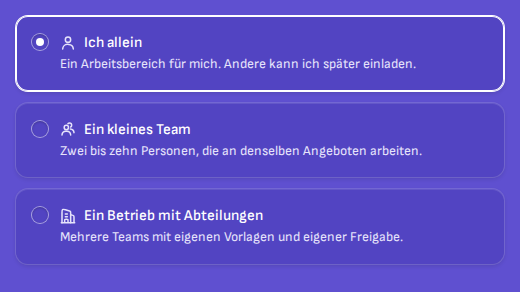 Ich allein
Ein Arbeitsbereich für mich. Andere kann ich später einladen.
Ein kleines Team
Zwei bis zehn Personen, die an denselben Angeboten arbeiten.
Ein Betrieb mit Abteilungen
Mehrere Teams mit eigenen Vorlagen und eigener Freigabe.